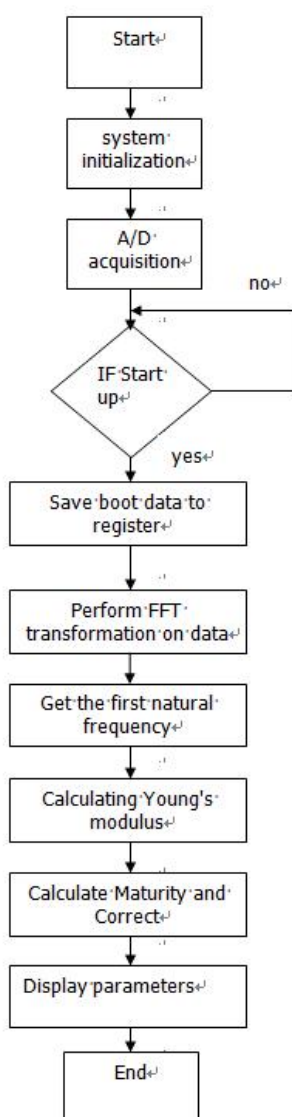 Start
system
initialization
A/D
acquisition
no
IF Start
up
yes
Save boot data to
register
Perform FFT
transformation on data
Get the first natural
frequency
Calculating Young's
modulus
Calculate Maturity and
Correct
Display parameters
End